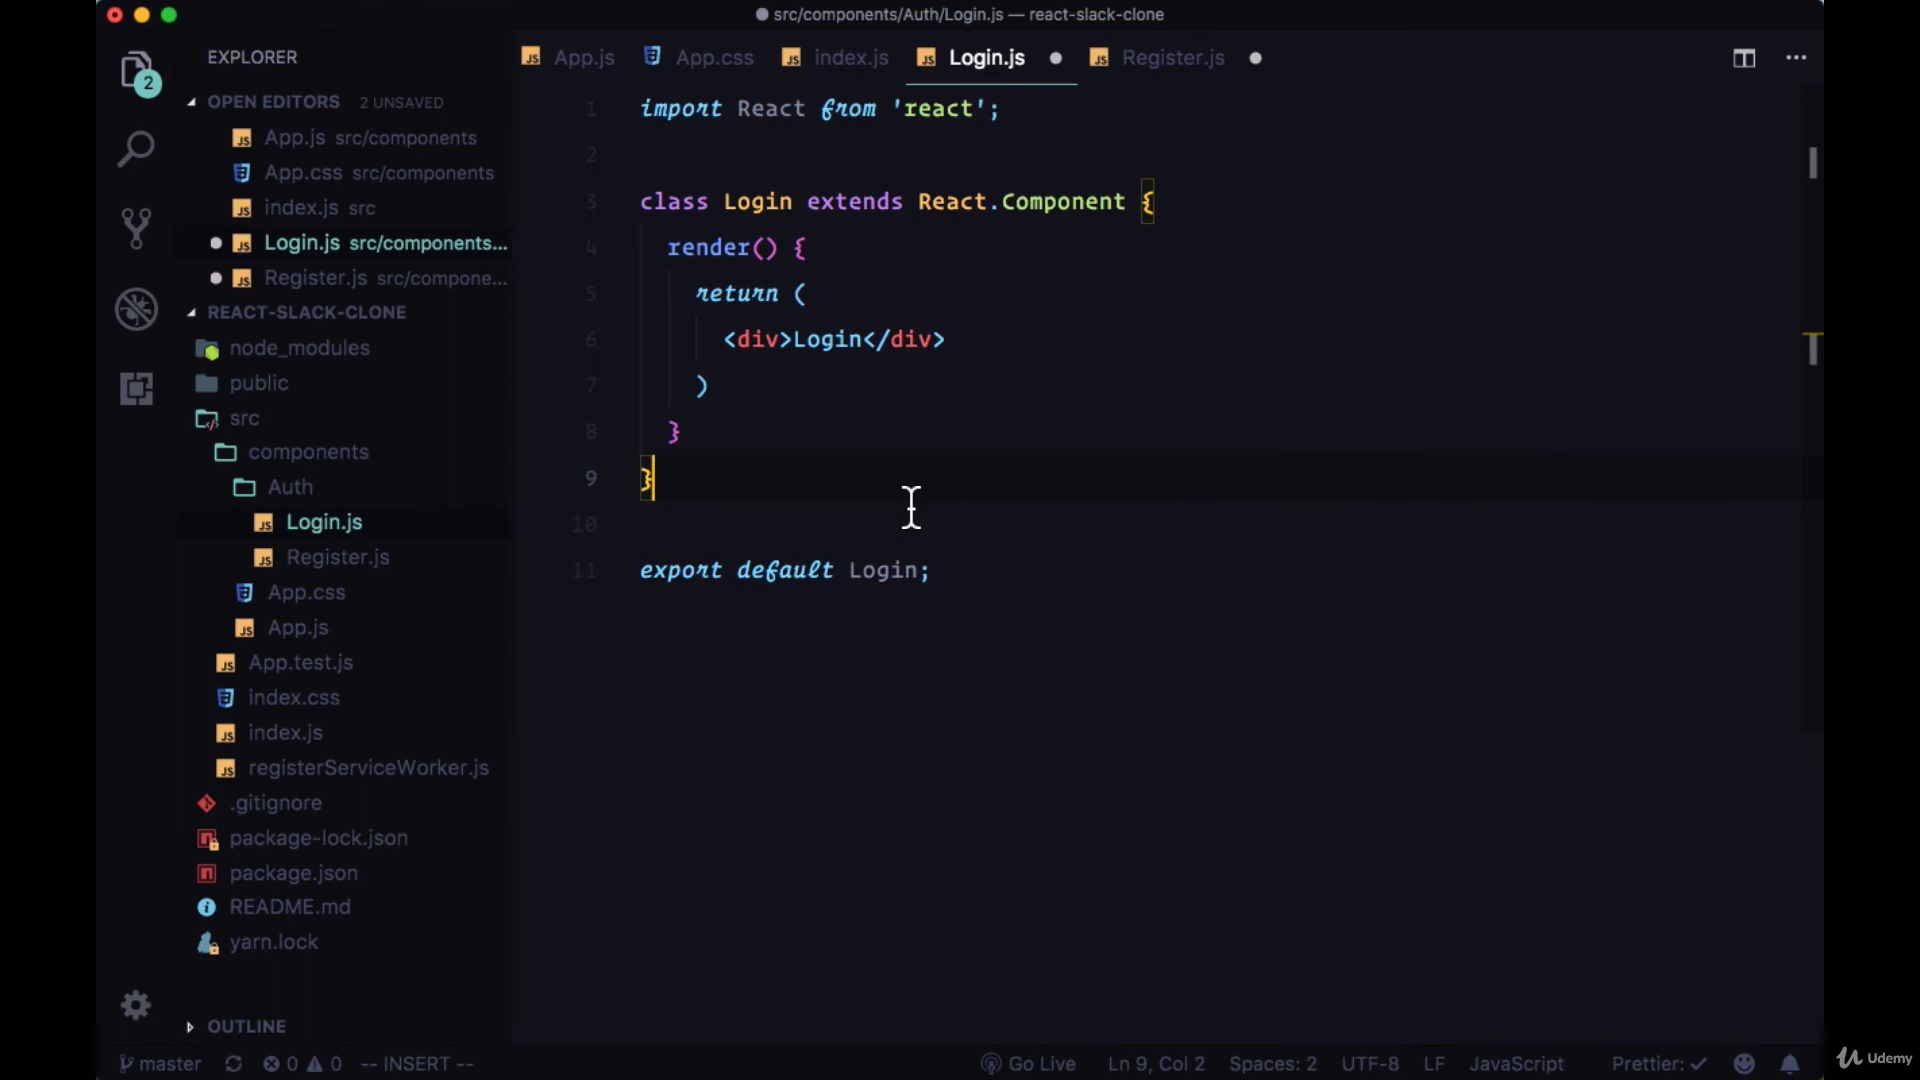 src/components/Auth/Login.js — react-slack-clone
EXPLORER
2
OPEN EDITORS 2 UNSAVED
App.js src/components
App.css src/components
index.js src
Login.js src/components...
Register.js src/compone...
REACT-SLACK-CLONE
node_modules
public
src
components
Auth
Login.js
Register.js
App.css
App.js
App.test.js
index.css
index.js
registerServiceWorker.js
.gitignore
package-lock.json
package.json
README.md
yarn.lock
OUTLINE
App.js App.css index.js Login.js Register.js
1 import React from 'react';
2
3 class Login extends React.Component {
4 render() {
5 return (
6 <div>Login</div>
7 )
8 }
9 }
10
11 export default Login;
master 0 0 -- INSERT -- Go Live Ln 9, Col 2 Spaces: 2 UTF-8 LF JavaScript Prettier: ✓
Udemy